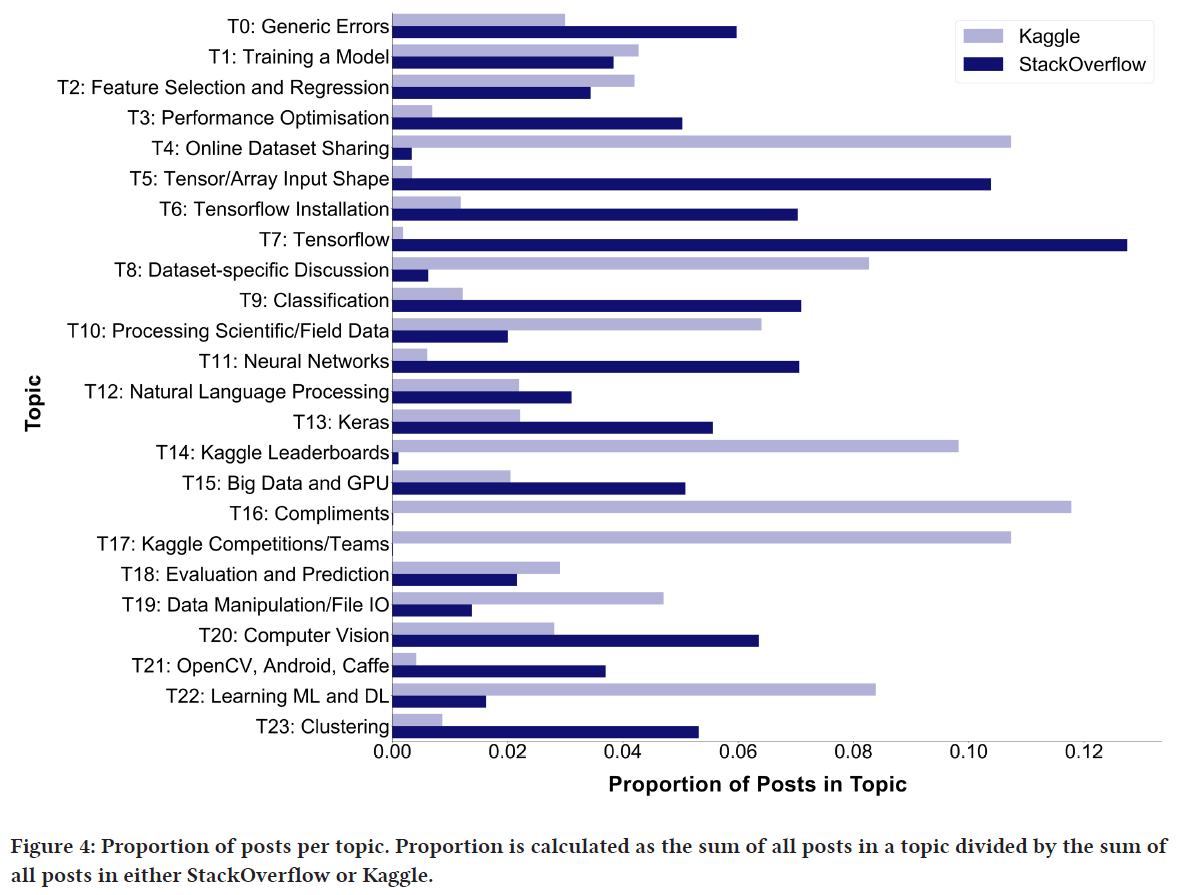 Kaggle
StackOverflow
T0: Generic Errors
T1: Training a Model
T2: Feature Selection and Regression
T3: Performance Optimisation
T4: Online Dataset Sharing
T5: Tensor/Array Input Shape
T6: Tensorflow Installation
T7: Tensorflow
T8: Dataset-specific Discussion
T9: Classification
T10: Processing Scientific/Field Data
T11: Neural Networks
T12: Natural Language Processing
T13: Keras
T14: Kaggle Leaderboards
T15: Big Data and GPU
T16: Compliments
T17: Kaggle Competitions/Teams
T18: Evaluation and Prediction
T19: Data Manipulation/File IO
T20: Computer Vision
T21: OpenCV, Android, Caffe
T22: Learning ML and DL
T23: Clustering
Topic
0.00 0.02 0.04 0.06 0.08 0.10 0.12
Proportion of Posts in Topic
Figure 4: Proportion of posts per topic. Proportion is calculated as the sum of all posts in a topic divided by the sum of
all posts in either StackOverflow or Kaggle.